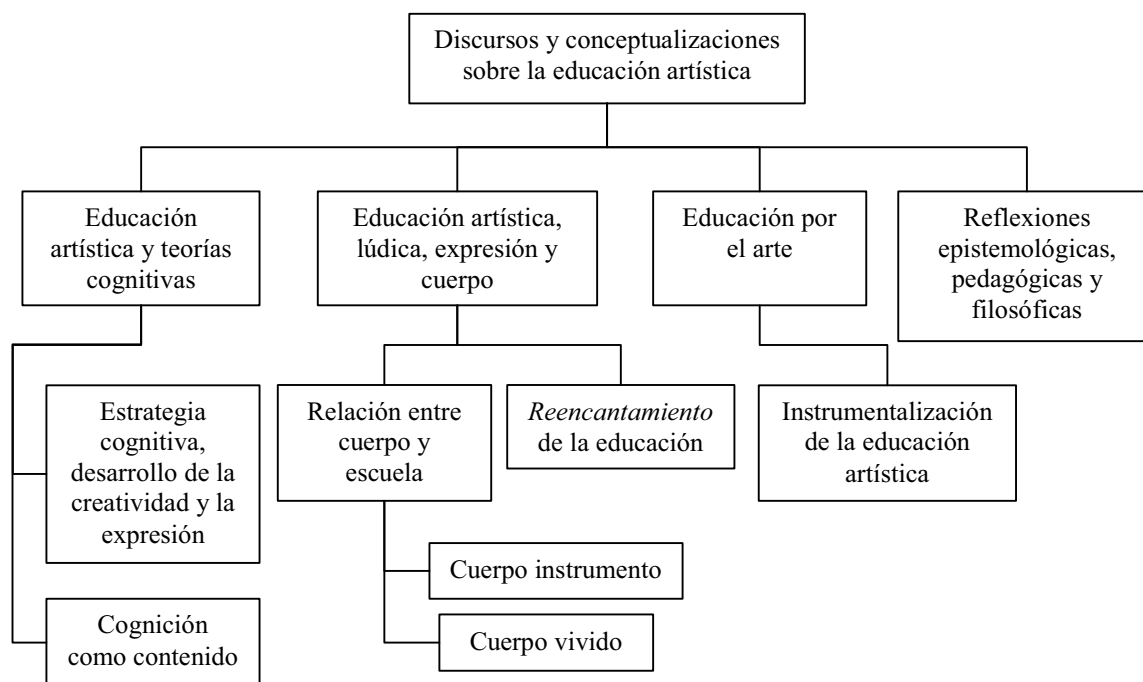 Discursos y conceptualizaciones
sobre la educación artística
Educación
artística y teorías
cognitivas
Educación artística,
lúdica, expresión y
cuerpo
Educación por
el arte
Reflexiones
epistemológicas,
pedagógicas y
filosóficas
Estrategia
cognitiva,
desarrollo de la
creatividad y la
expresión
Relación entre
cuerpo y
escuela
Reencantamiento
de la educación
Instrumentalización
de la educación
artística
Cuerpo instrumento
Cuerpo vivido
Cognición
como contenido